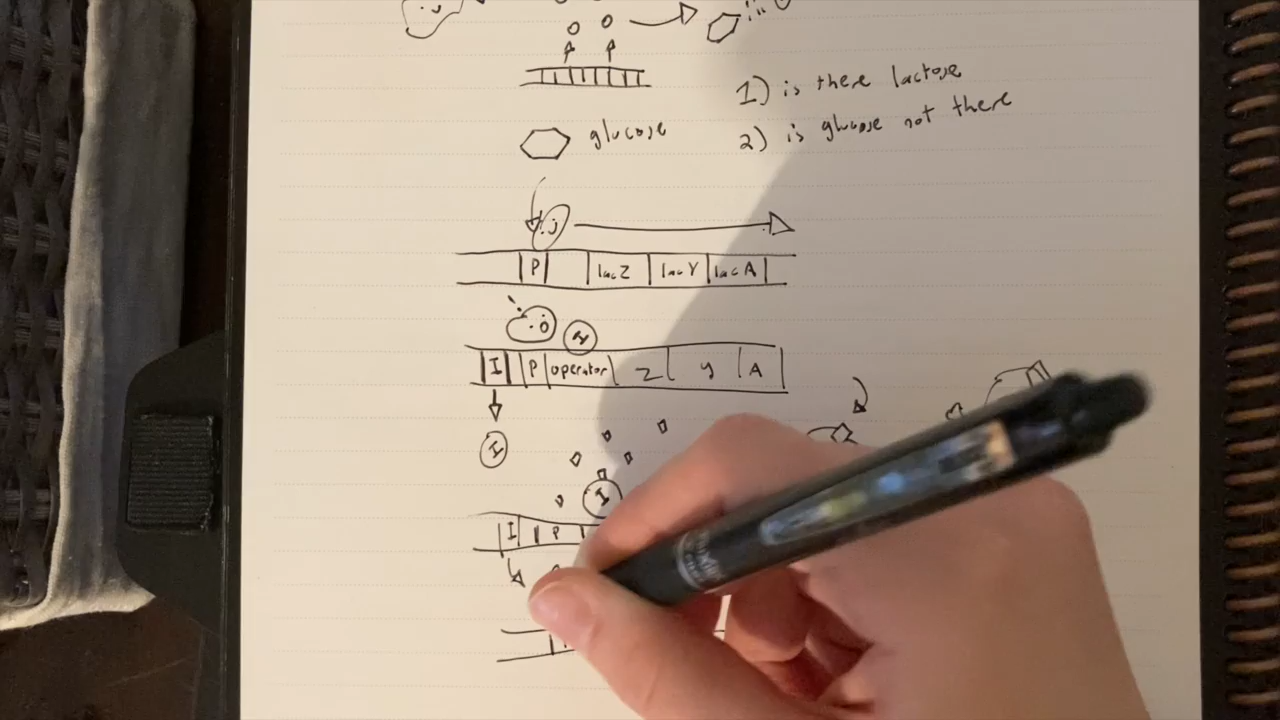 1) is there lactose
2) is glucose not there
glucose
P lacZ lacY lacA
I
I P operator Z y A
I
I
I P